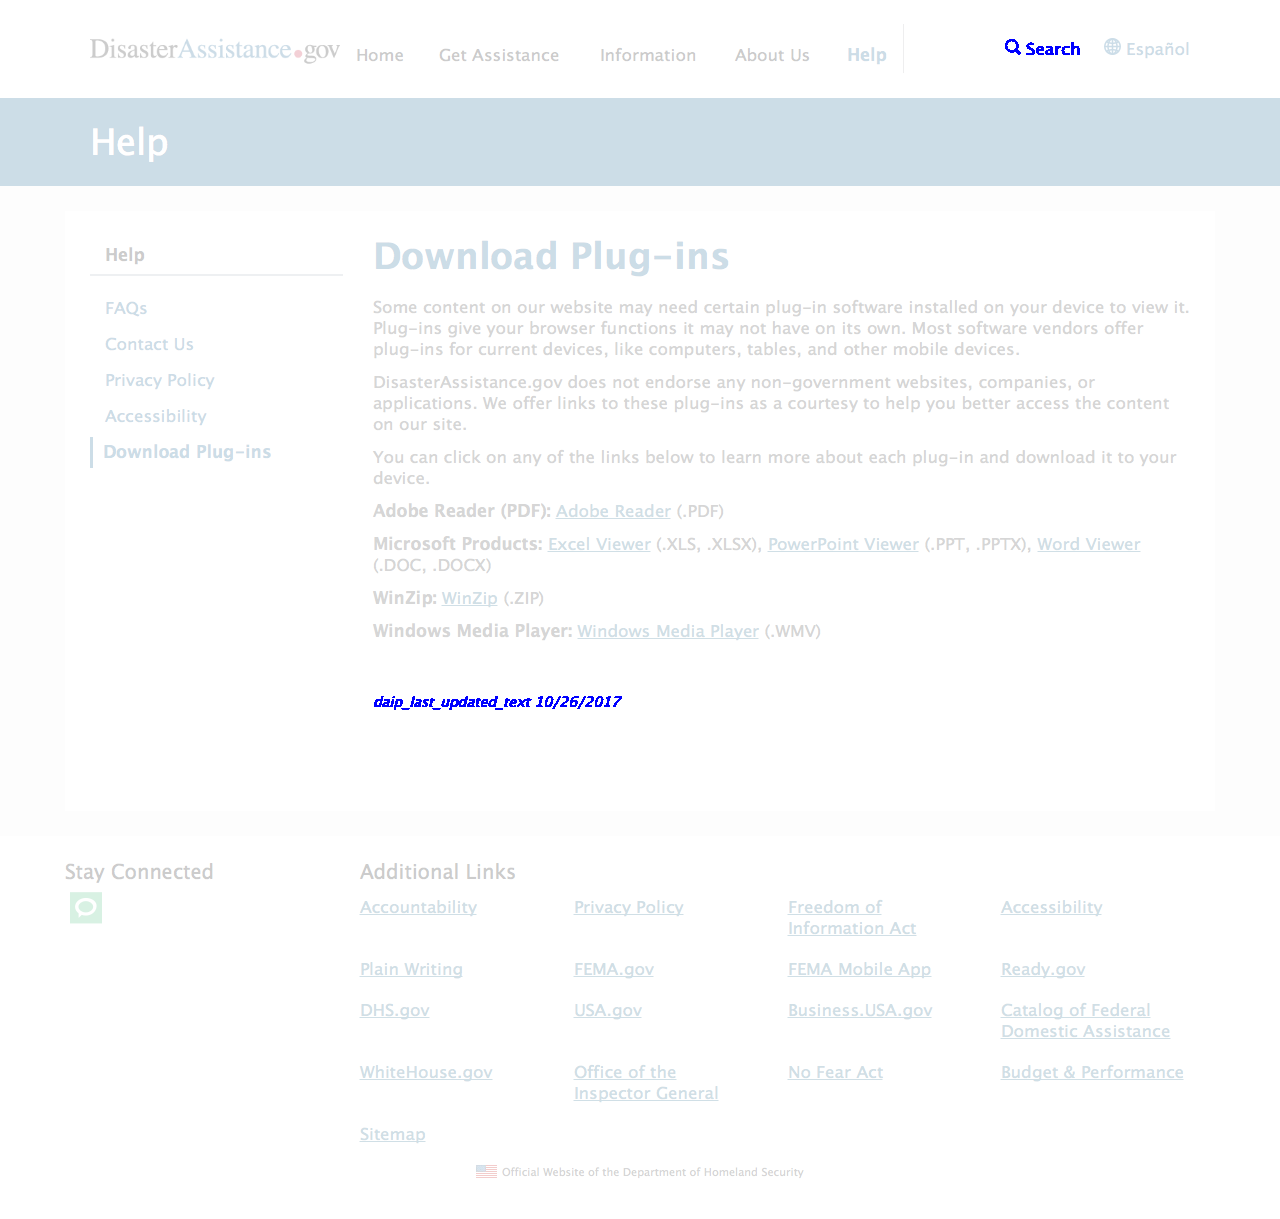 DisasterAssistance.gov Home Get Assistance Information About Us Help Search Español
Help
Help
FAQs
Contact Us
Privacy Policy
Accessibility
Download Plug-ins
Download Plug-ins
Some content on our website may need certain plug-in software installed on your device to view it.
Plug-ins give your browser functions it may not have on its own. Most software vendors offer
plug-ins for current devices, like computers, tables, and other mobile devices.
DisasterAssistance.gov does not endorse any non-government websites, companies, or
applications. We offer links to these plug-ins as a courtesy to help you better access the content
on our site.
You can click on any of the links below to learn more about each plug-in and download it to your
device.
Adobe Reader (PDF): Adobe Reader (.PDF)
Microsoft Products: Excel Viewer (.XLS, .XLSX), PowerPoint Viewer (.PPT, .PPTX), Word Viewer
(.DOC, .DOCX)
WinZip: WinZip (.ZIP)
Windows Media Player: Windows Media Player (.WMV)
daip_last_updated_text 10/26/2017
Stay Connected
Additional Links
Accountability Privacy Policy Freedom of Accessibility
Information Act
Plain Writing FEMA.gov FEMA Mobile App Ready.gov
DHS.gov USA.gov Business.USA.gov Catalog of Federal
Domestic Assistance
WhiteHouse.gov Office of the No Fear Act Budget & Performance
Inspector General
Sitemap
Official Website of the Department of Homeland Security